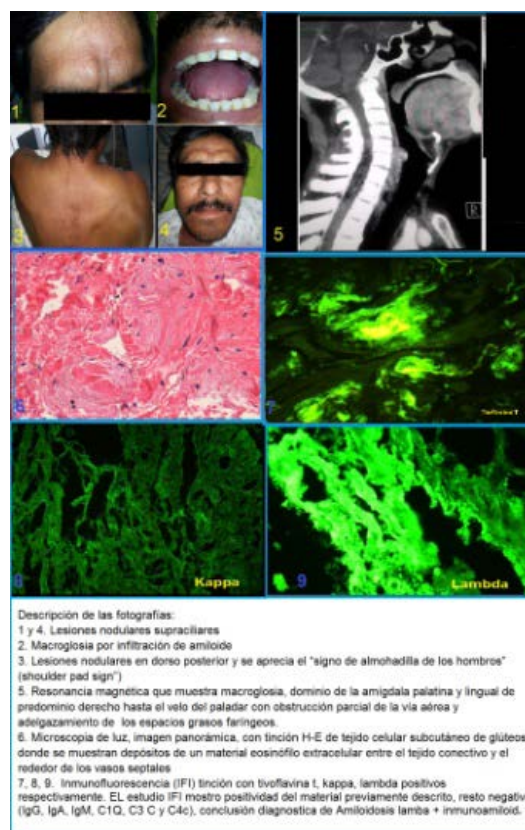 1
2
3
4
5
R
6
7
Tioflavina T
8
Kappa
9
Lambda
Descripción de las fotografías:
1 y 4. Lesiones nodulares supraciliares
2. Macroglosia por infiltración de amiloide
3. Lesiones nodulares en dorso posterior y se aprecia el "signo de almohadilla de los hombros"
(shoulder pad sign")
5. Resonancia magnética que muestra macroglosia, dominio de la amigdala palatina y lingual de
predominio derecho hasta el velo del paladar con obstrucción parcial de la vía aérea y
adelgazamiento de los espacios grasos faríngeos.
6. Microscopia de luz, imagen panorámica, con tinción H-E de tejido celular subcutáneo de glúteos
donde se muestran depósitos de un material eosinófilo extracelular entre el tejido conectivo y el
rededor de los vasos septales
7, 8, 9. Inmunofluorescencia (IFI) tinción con tivoflavina t, kappa, lambda positivos
respectivamente. EL estudio IFI mostro positividad del material previamente descrito, resto negativ
(IgG, IgA, IgM, C1Q, C3 C y C4c), conclusión diagnostica de Amiloidosis lamba + inmunoamiloid.